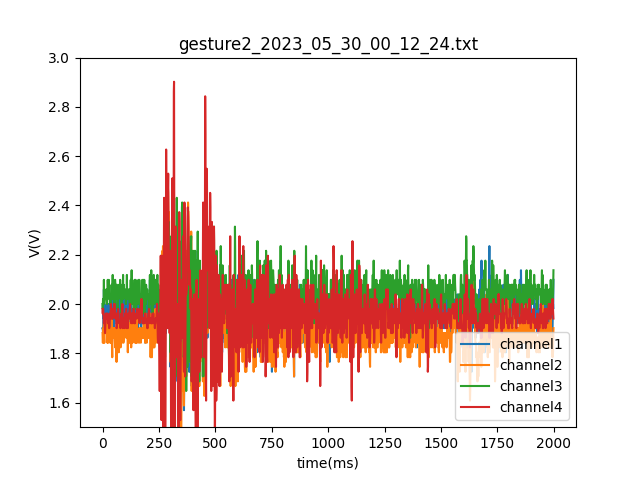 gesture2_2023_05_30_00_12_24.txt
3.0
2.8
2.6
2.4
2.2
2.0
1.8
1.6
V(V)
channel1
channel2
channel3
channel4
0 250 500 750 1000 1250 1500 1750 2000
time(ms)